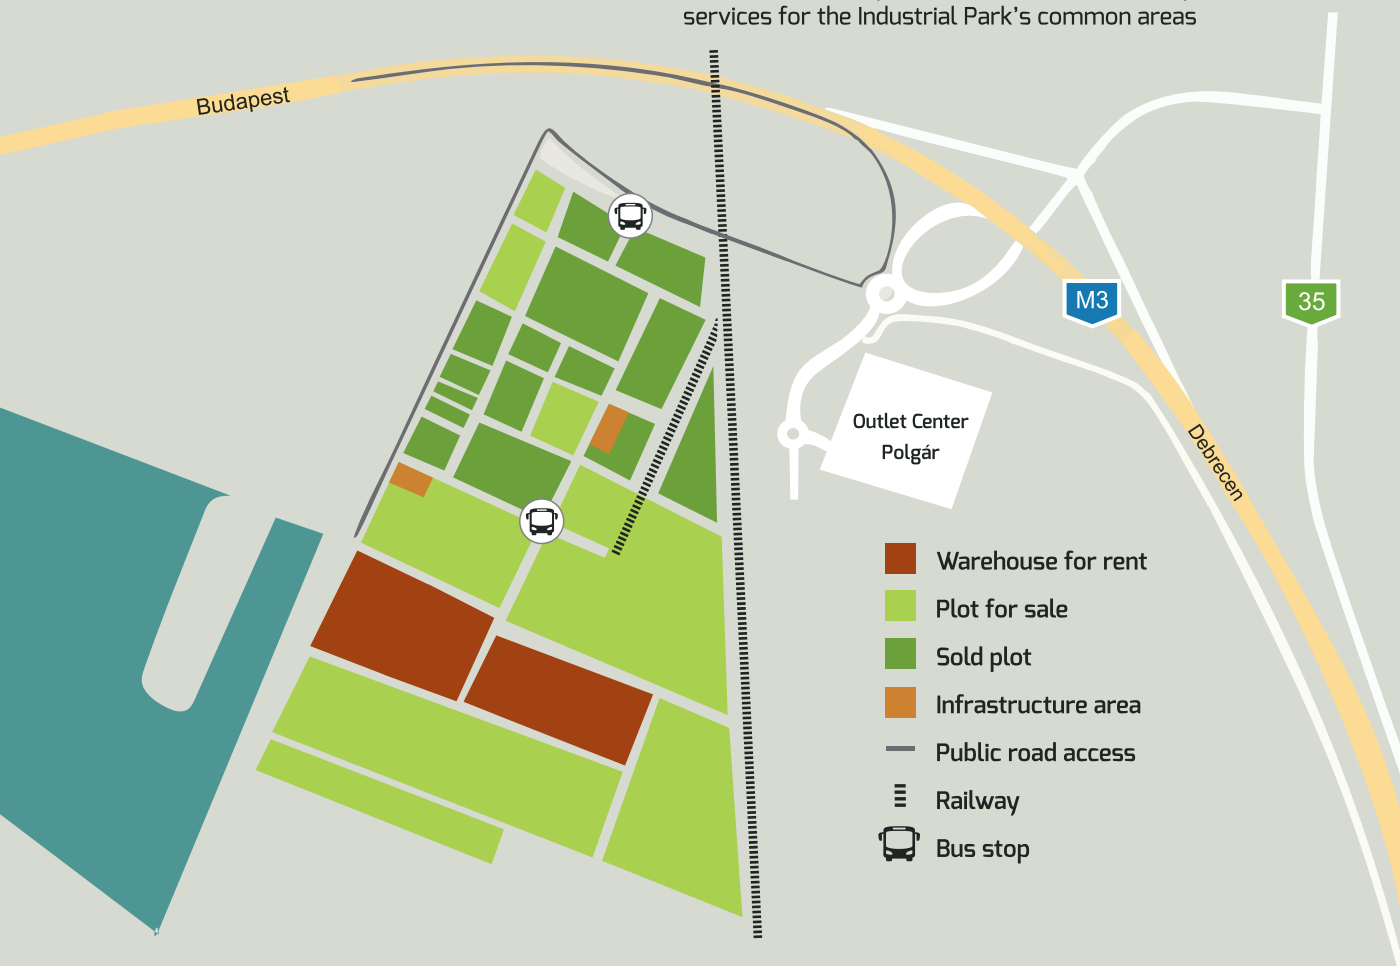 services for the Industrial Park's common areas
Budapest
M3
35
Outlet Center
Polgár
Debrecen
Warehouse for rent
Plot for sale
Sold plot
Infrastructure area
Public road access
Railway
Bus stop